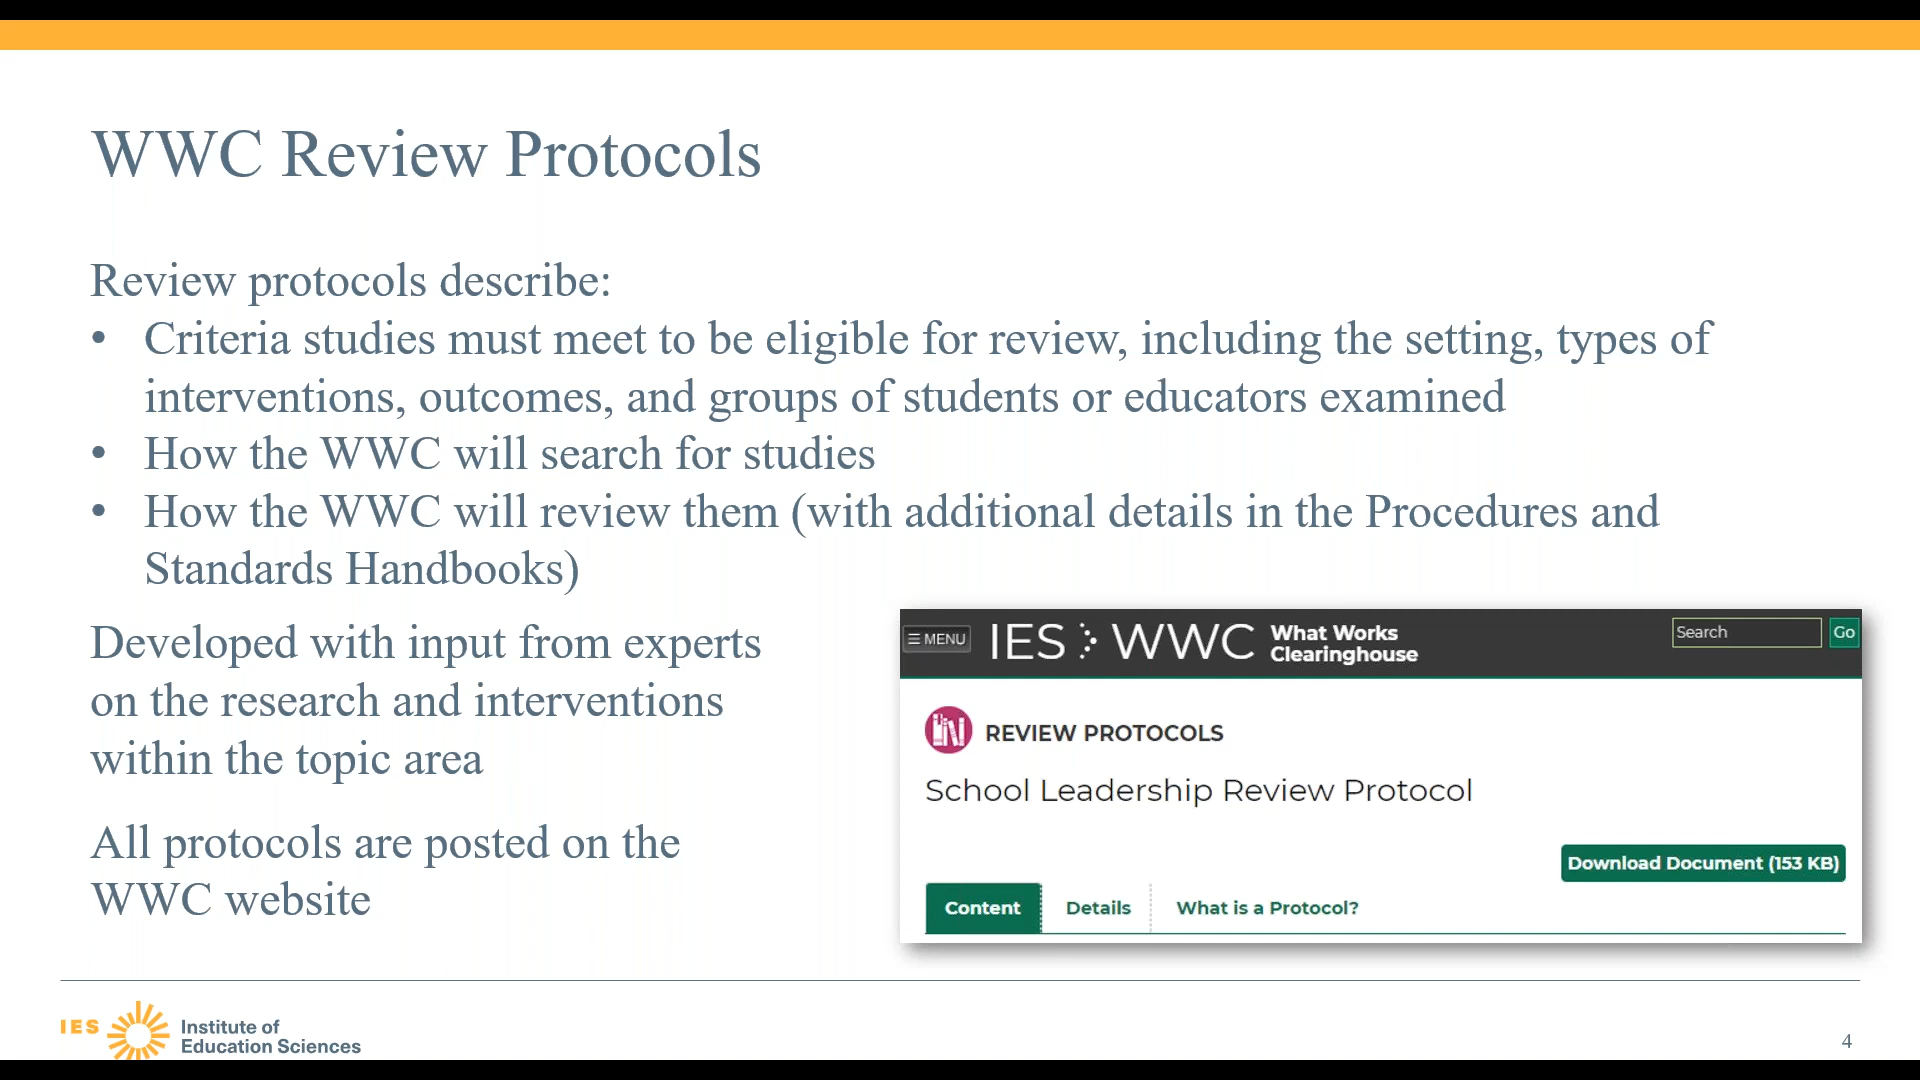 WWC Review Protocols
Review protocols describe:
• Criteria studies must meet to be eligible for review, including the setting, types of
interventions, outcomes, and groups of students or educators examined
• How the WWC will search for studies
• How the WWC will review them (with additional details in the Procedures and
Standards Handbooks)
Developed with input from experts
on the research and interventions
within the topic area
All protocols are posted on the
WWC website
☰ MENU
IES WWC
What Works
Clearinghouse
Search
Go
REVIEW PROTOCOLS
School Leadership Review Protocol
Download Document (153 KB)
Content
Details
What is a Protocol?
IES
Institute of
Education Sciences
4